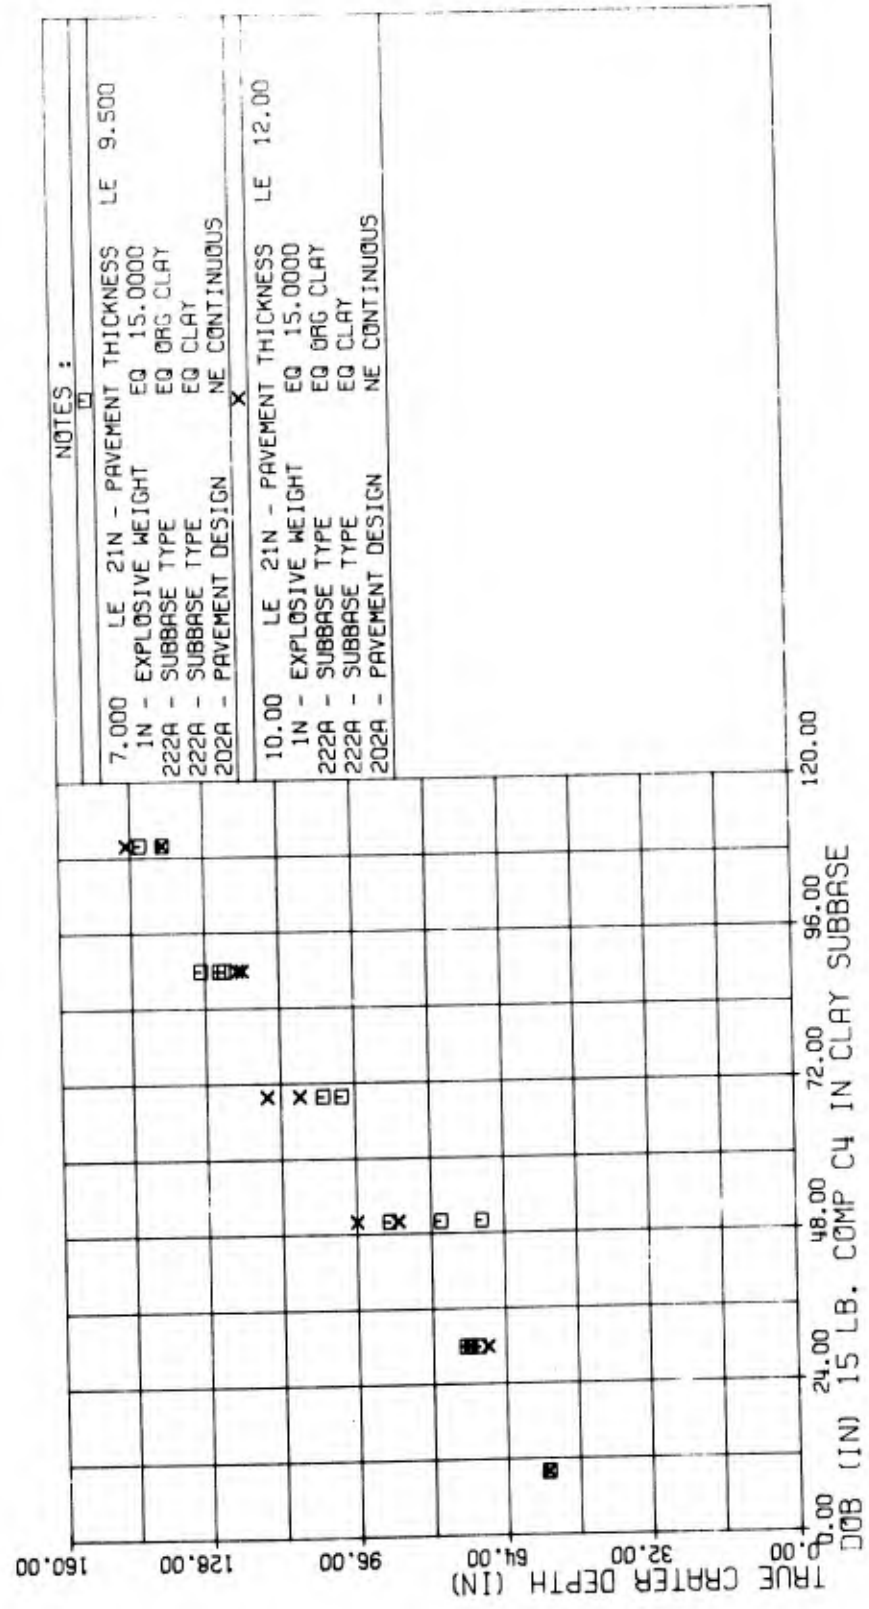 NOTES :
7.000 LE 21N - PAVEMENT THICKNESS LE 9.500
1N - EXPLOSIVE WEIGHT EQ 15.0000
222A - SUBBASE TYPE EQ ORG CLAY
222A - SUBBASE TYPE EQ CLAY
202A - PAVEMENT DESIGN NE CONTINUOUS
10.00 LE 21N - PAVEMENT THICKNESS LE 12.00
1N - EXPLOSIVE WEIGHT EQ 15.0000
222A - SUBBASE TYPE EQ ORG CLAY
222A - SUBBASE TYPE EQ CLAY
202A - PAVEMENT DESIGN NE CONTINUOUS
160.00
128.00
96.00
64.00
32.00
0.00
TRUE CRATER DEPTH (IN)
0.00 24.00 48.00 72.00 96.00 120.00
DOB (IN) 15 LB. COMP C4 IN CLAY SUBBASE